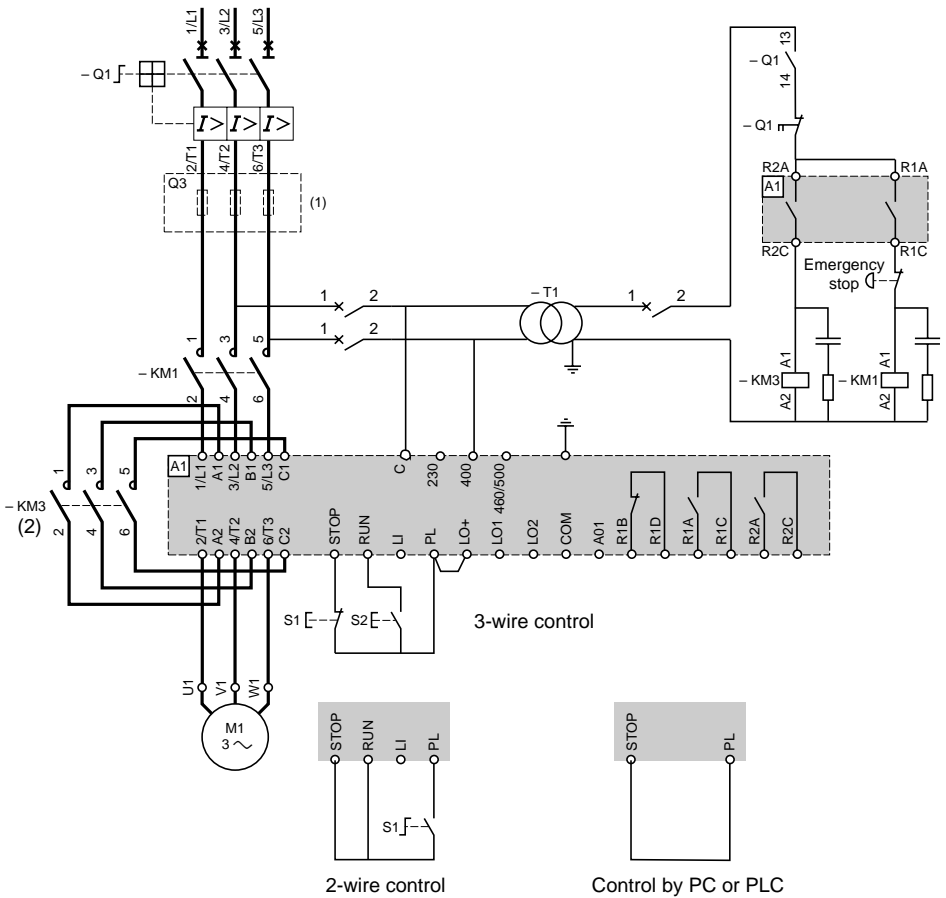 1/L1 3/L2 5/L3
– Q1
I> I> I>
2/T1 4/T2 6/T3
Q3
(1)
13
– Q1
14
– Q1
R2A R1A
A1
R2C R1C
Emergency
stop
1 2
1 2
– T1
1 2
A1 A1
– KM3 – KM1
A2 A2
1 3 5
– KM1
2 4 6
A1
1/L1 A1 3/L2 B1 5/L3 C1
C 230 400 460/500
1 3 5
– KM3
(2)
2 4 6
2/T1 A2 4/T2 B2 6/T3 C2
STOP RUN LI PL LO+ LO1 LO2 COM A01 R1B R1D R1A R1C R2A R2C
S1 S2
3-wire control
U1 V1 W1
M1
3
STOP RUN LI PL
S1
2-wire control
STOP PL
Control by PC or PLC